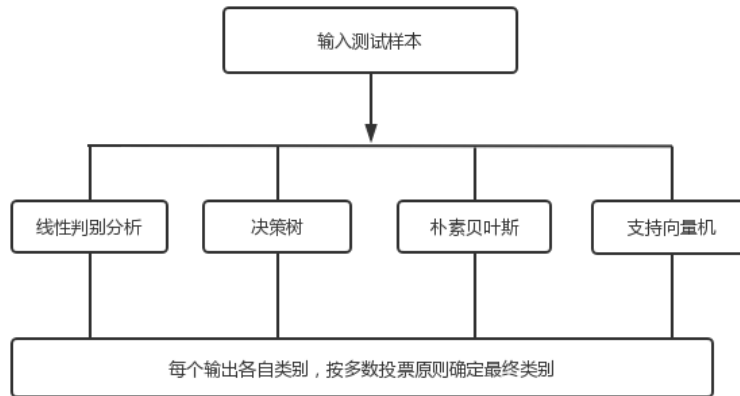 输入测试样本
线性判别分析
决策树
朴素贝叶斯
支持向量机
每个输出各自类别，按多数投票原则确定最终类别